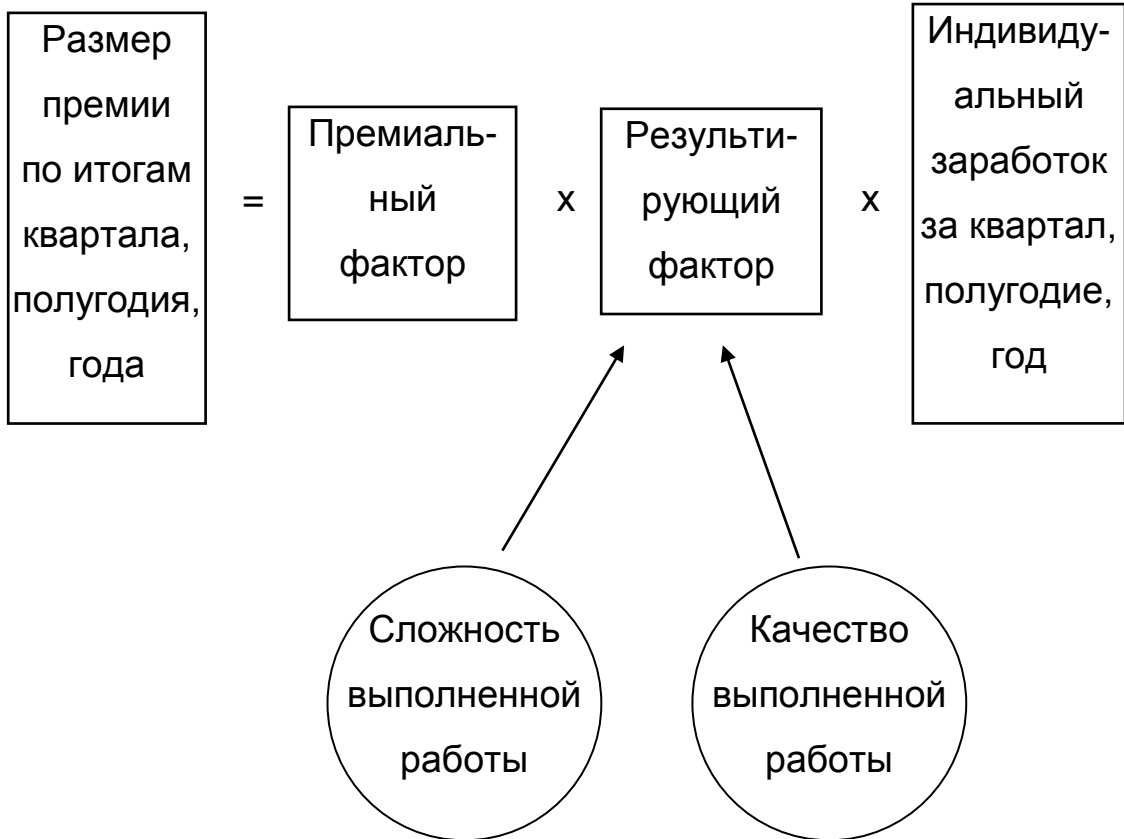 Размер
премии
по итогам
квартала,
полугодия,
года
=
Премиаль-
ный
фактор
х
Результи-
рующий
фактор
х
Индивиду-
альный
заработок
за квартал,
полугодие,
год
Сложность
выполненной
работы
Качество
выполненной
работы